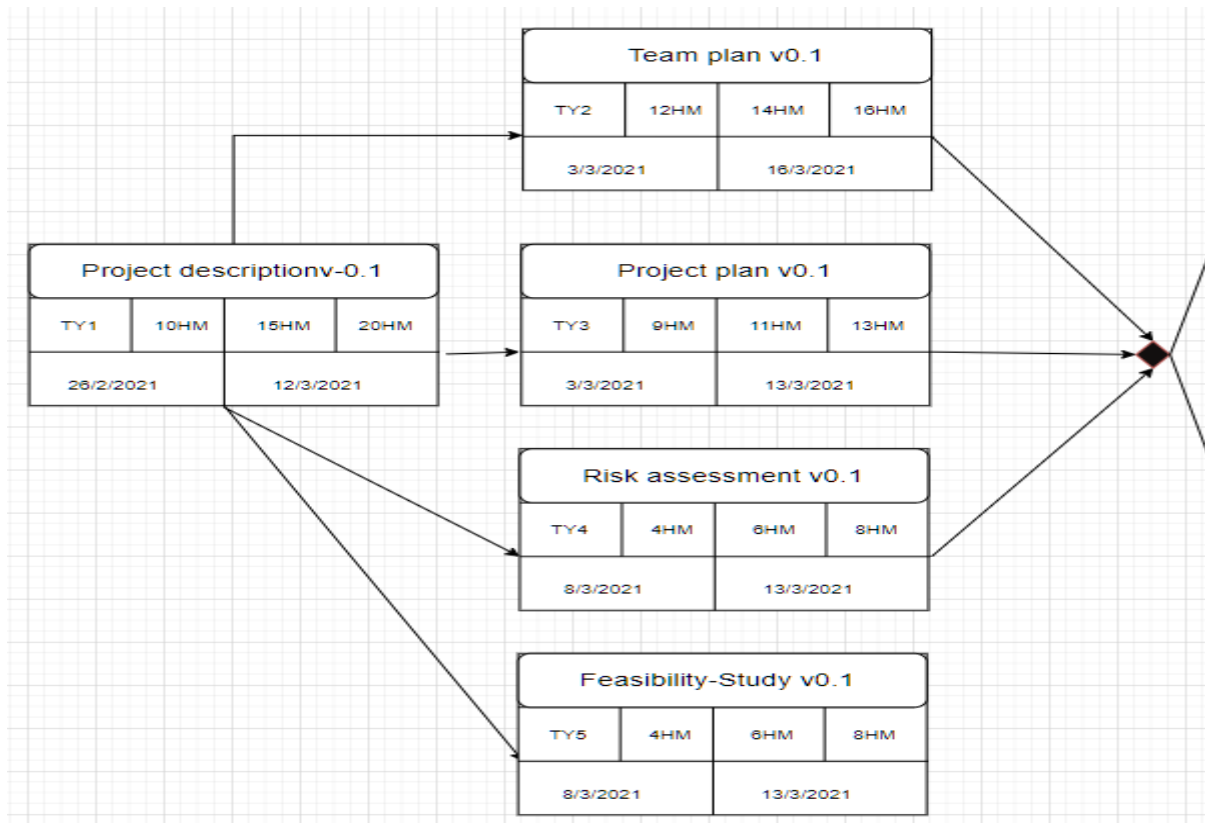 Team plan v0.1
TY2 12HM 14HM 16HM
3/3/2021 16/3/2021
Project descriptionv-0.1
TY1 10HM 15HM 20HM
26/2/2021 12/3/2021
Project plan v0.1
TY3 9HM 11HM 13HM
3/3/2021 13/3/2021
Risk assessment v0.1
TY4 4HM 6HM 8HM
8/3/2021 13/3/2021
Feasibility-Study v0.1
TY5 4HM 6HM 8HM
8/3/2021 13/3/2021